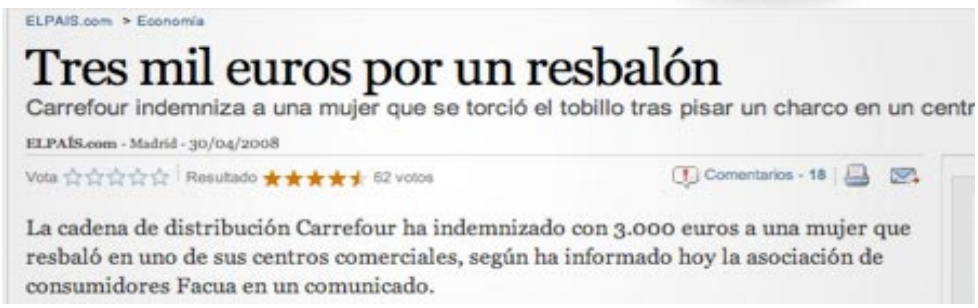 ELPAIS.com > Economía
Tres mil euros por un resbalón
Carrefour indemniza a una mujer que se torció el tobillo tras pisar un charco en un centr
ELPAÍS.com - Madrid - 30/04/2008
Vota Resultado 62 votos Comentarios - 18
La cadena de distribución Carrefour ha indemnizado con 3.000 euros a una mujer que
resbaló en uno de sus centros comerciales, según ha informado hoy la asociación de
consumidores Facua en un comunicado.